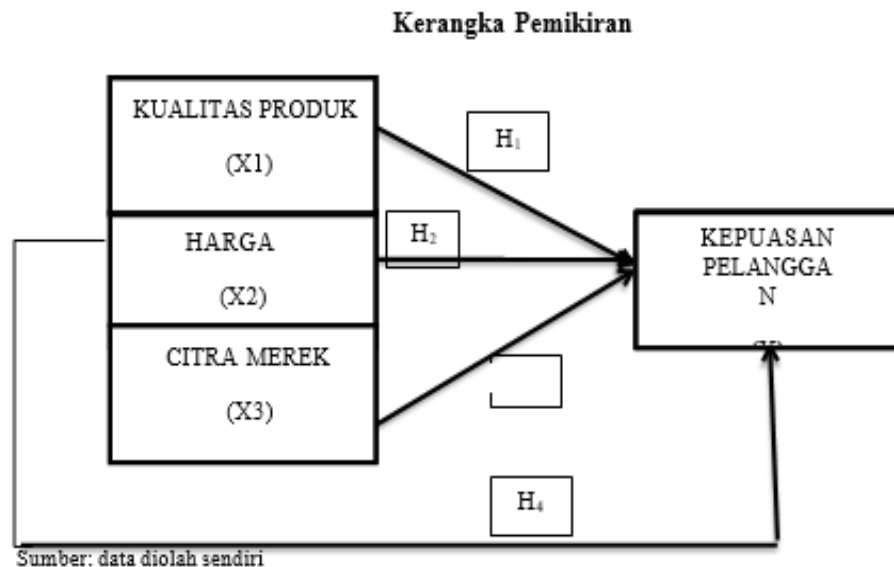 Kerangka Pemikiran
KUALITAS PRODUK
(X1)
HARGA
(X2)
CITRA MEREK
(X3)
H₁
H₂
KEPUASAN
PELANGGA
N
H₄
Sumber: data diolah sendiri